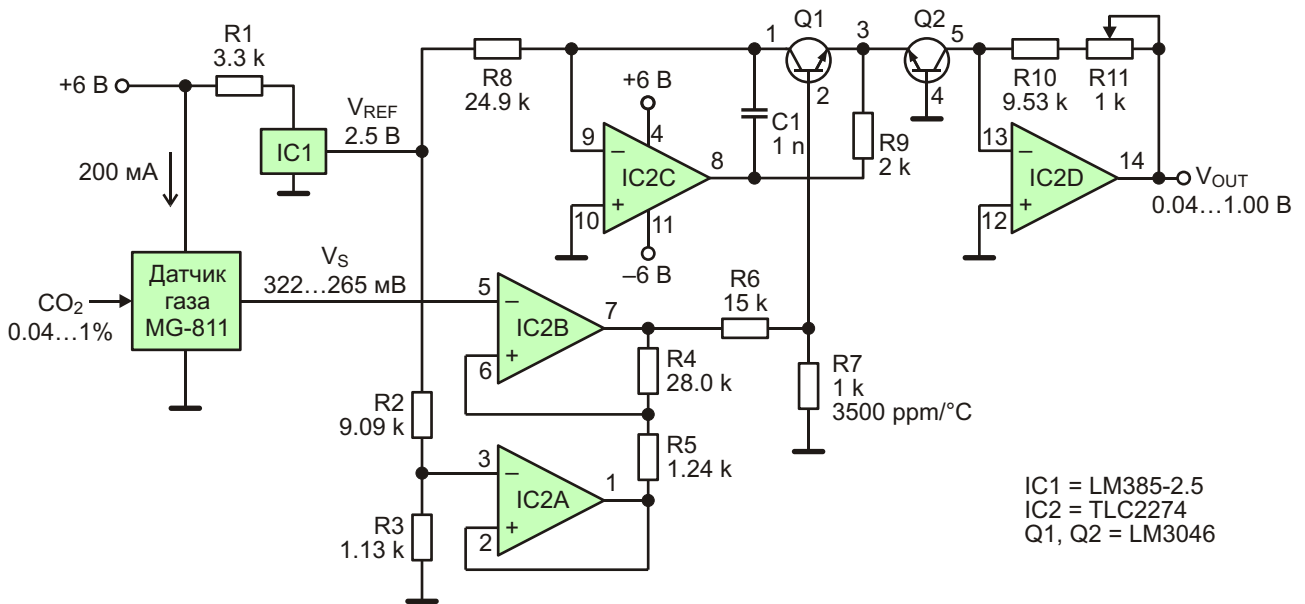 R1
3.3 k
+6 В
V_REF
2.5 В
IC1
200 мА
R8
24.9 k
Q1
1
2
3
Q2
4
5
R10
9.53 k
R11
1 k
+6 В
4
9
−
IC2C
8
10
+
11
–6 В
C1
1 n
R9
2 k
13
−
IC2D
14
12
+
V_OUT
0.04...1.00 В
Датчик
газа
MG-811
CO₂
0.04...1%
V_S
322...265 мВ
5
−
IC2B
7
6
+
R6
15 k
R4
28.0 k
R7
1 k
3500 ppm/°C
R2
9.09 k
R5
1.24 k
3
−
IC2A
1
2
+
R3
1.13 k
IC1 = LM385-2.5
IC2 = TLC2274
Q1, Q2 = LM3046